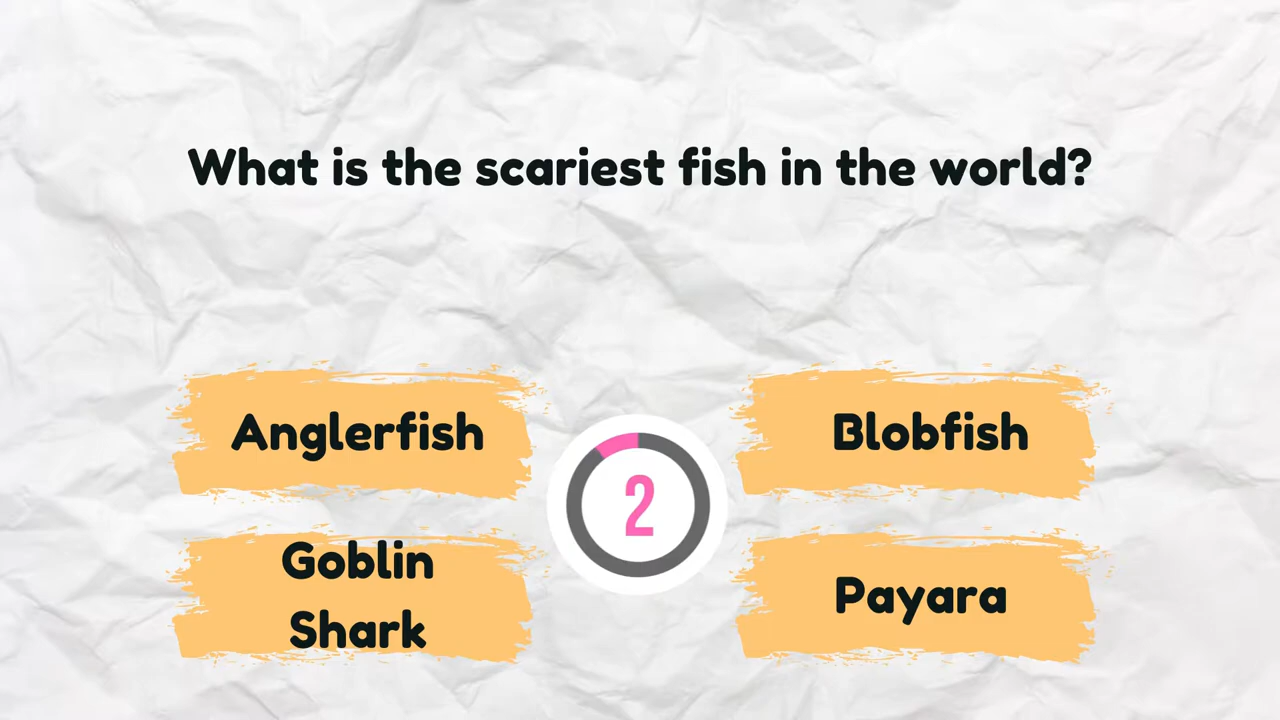 What is the scariest fish in the world?
Anglerfish
Blobfish
2
Goblin
Shark
Payara